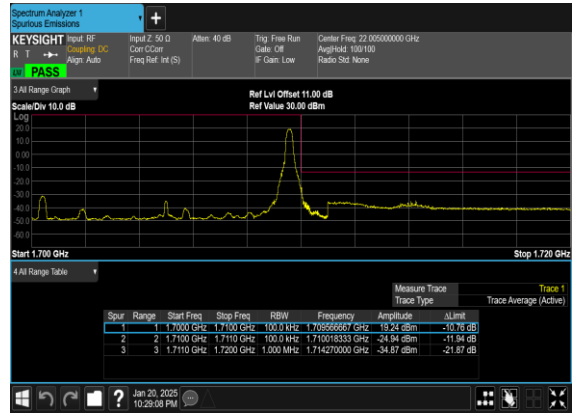 Spectrum Analyzer 1
Spurious Emissions
KEYSIGHT Input: RF Input Z: 50 Ω Atten: 40 dB Trig: Free Run Center Freq: 22.005000000 GHz
R T Coupling: DC Corr CCorr Gate: Off Avg|Hold: 100/100
Align: Auto Freq Ref: Int (S) IF Gain: Low Radio Std: None
LW PASS
3 All Range Graph
Ref Lvl Offset 11.00 dB
Scale/Div 10.0 dB Ref Value 30.00 dBm
Log
20.0
10.0
0.00
-10.0
-20.0
-30.0
-40.0
-50.0
-60.0
Start 1.700 GHz Stop 1.720 GHz
4 All Range Table
Measure Trace Trace 1
Trace Type Trace Average (Active)
Spur Range Start Freq Stop Freq RBW Frequency Amplitude ΔLimit
1 1 1.7000 GHz 1.7100 GHz 100.0 kHz 1.709566667 GHz 19.24 dBm -10.76 dB
2 2 1.7100 GHz 1.7110 GHz 100.0 kHz 1.710018333 GHz -24.94 dBm -11.94 dB
3 3 1.7110 GHz 1.7200 GHz 1.000 MHz 1.714270000 GHz -34.87 dBm -21.87 dB
Jan 20, 2025
10:29:08 PM